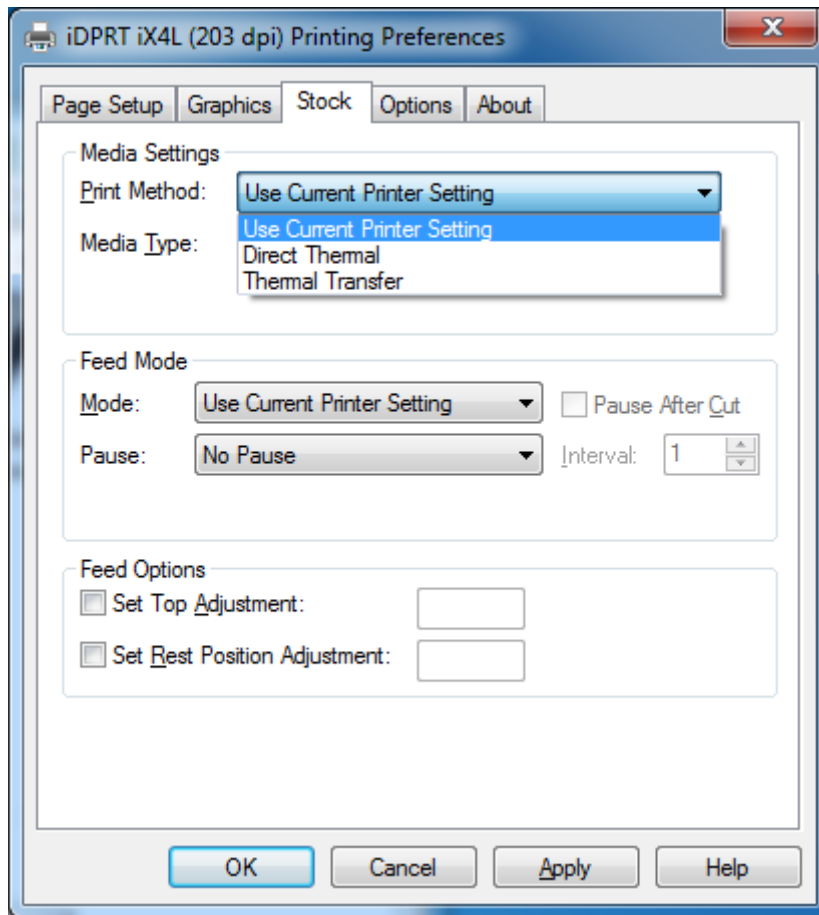 iDPRT iX4L (203 dpi) Printing Preferences
Page Setup Graphics Stock Options About
Media Settings
Print Method: Use Current Printer Setting
Use Current Printer Setting
Media Type:
Direct Thermal
Thermal Transfer
Feed Mode
Mode: Use Current Printer Setting Pause After Cut
Pause: No Pause Interval: 1
Feed Options
Set Top Adjustment:
Set Rest Position Adjustment:
OK Cancel Apply Help